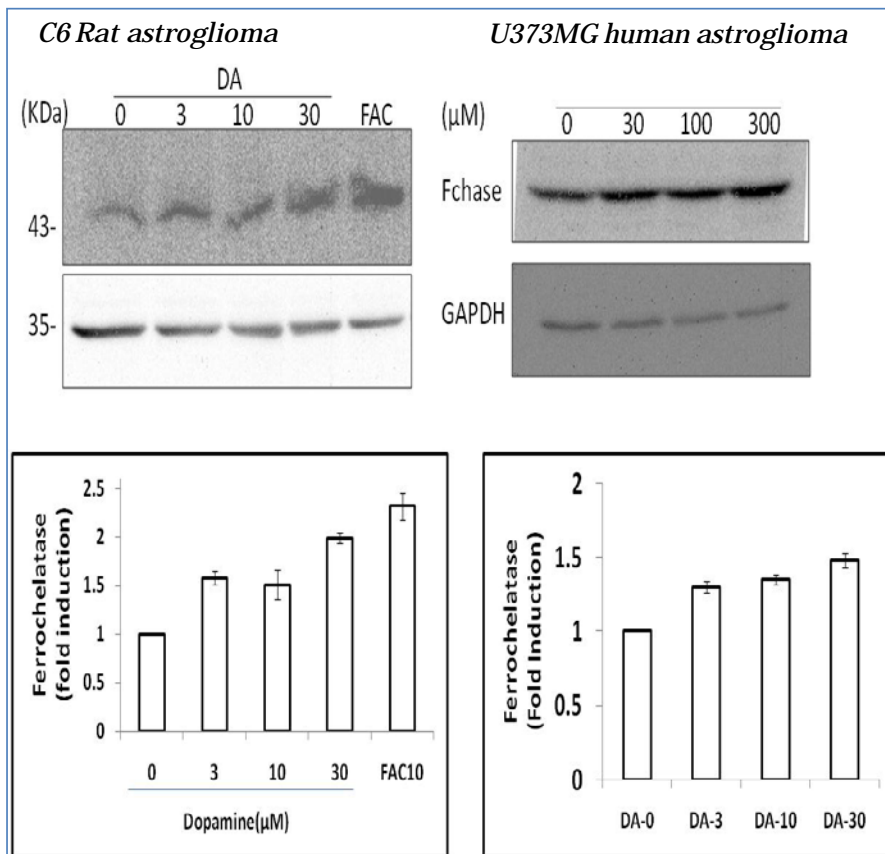 C6 Rat astroglioma
DA
(KDa) 0 3 10 30 FAC
43-
35-
U373MG human astroglioma
(μM) 0 30 100 300
Fchase
GAPDH
Ferrochelatase
(fold induction)
2.5
2
1.5
1
0.5
0
0 3 10 30 FAC10
Dopamine(μM)
Ferrochelatase
(Fold Induction)
2
1.5
1
0.5
0
DA-0 DA-3 DA-10 DA-30